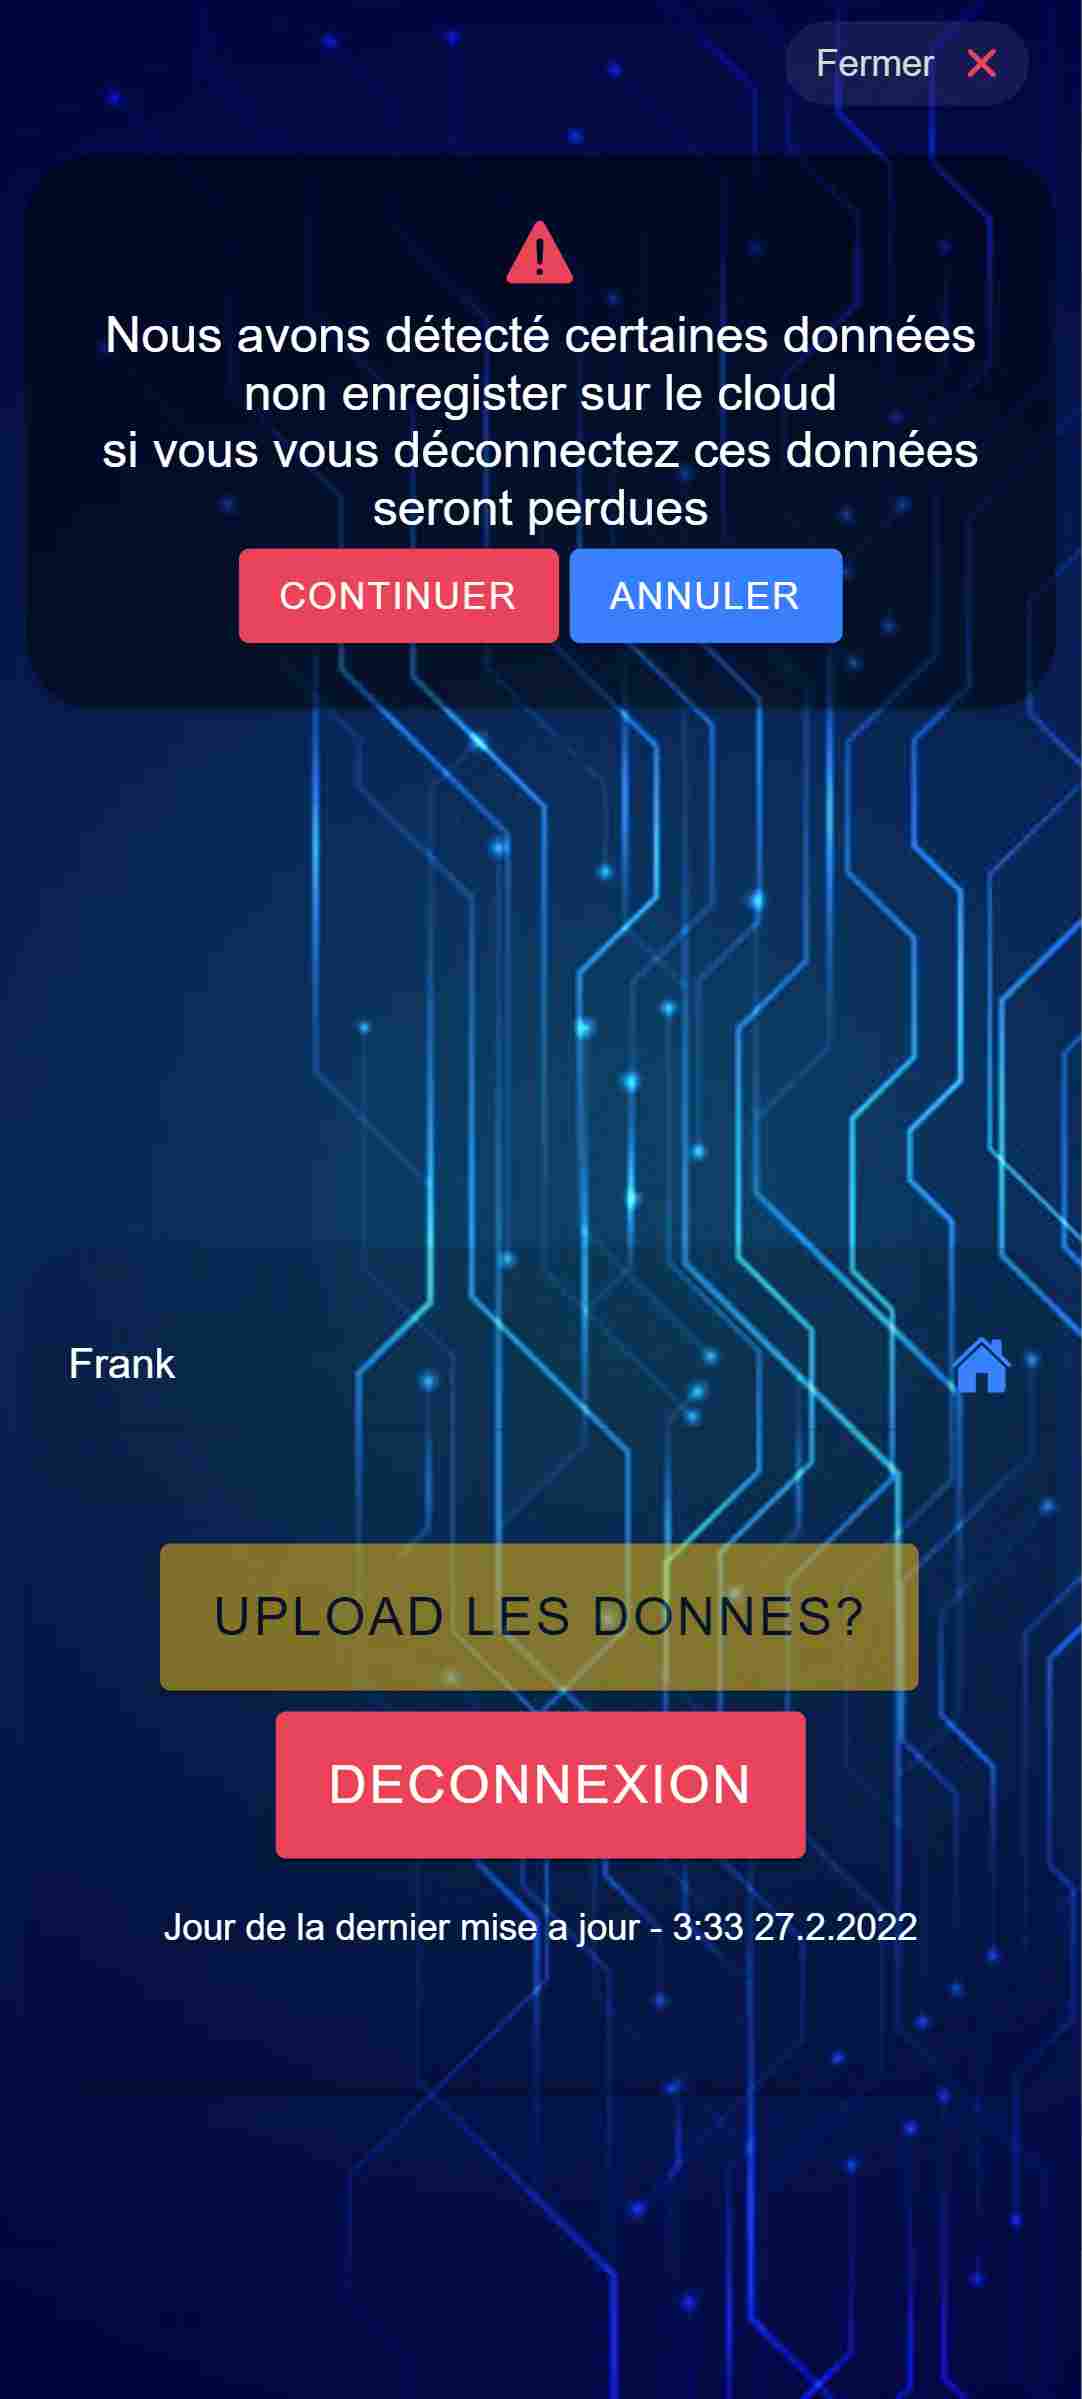 Fermer
Nous avons détecté certaines données
non enregister sur le cloud
si vous vous déconnectez ces données
seront perdues
CONTINUER ANNULER
Frank
UPLOAD LES DONNES?
DECONNEXION
Jour de la dernier mise a jour - 3:33 27.2.2022